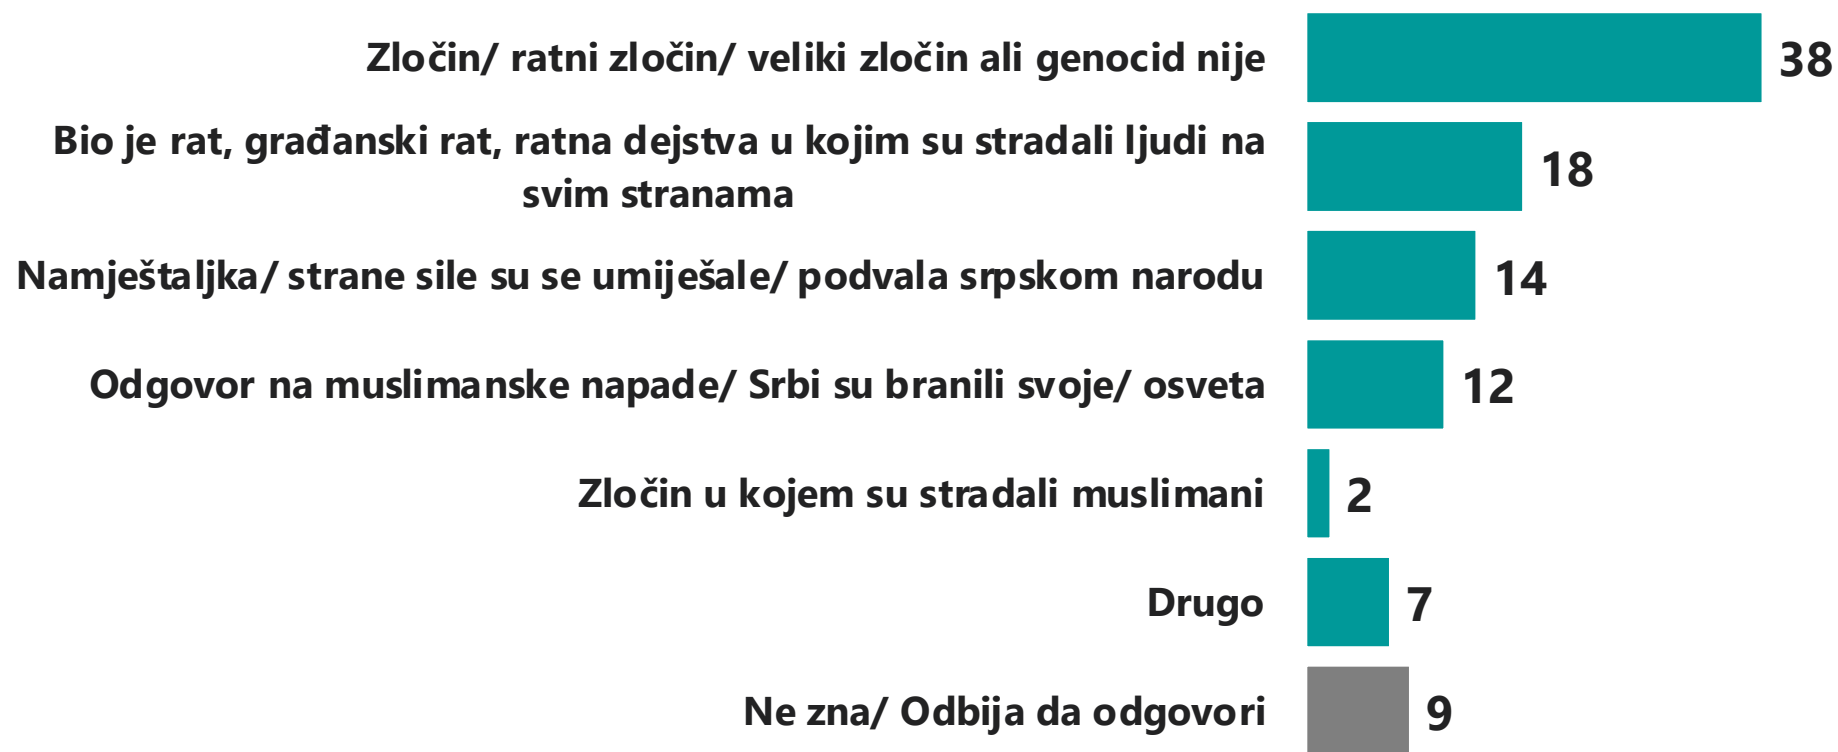 Zločin/ ratni zločin/ veliki zločin ali genocid nije 38
Bio je rat, građanski rat, ratna dejstva u kojim su stradali ljudi na
svim stranama 18
Namještaljka/ strane sile su se umiješale/ podvala srpskom narodu 14
Odgovor na muslimanske napade/ Srbi su branili svoje/ osveta 12
Zločin u kojem su stradali muslimani 2
Drugo 7
Ne zna/ Odbija da odgovori 9